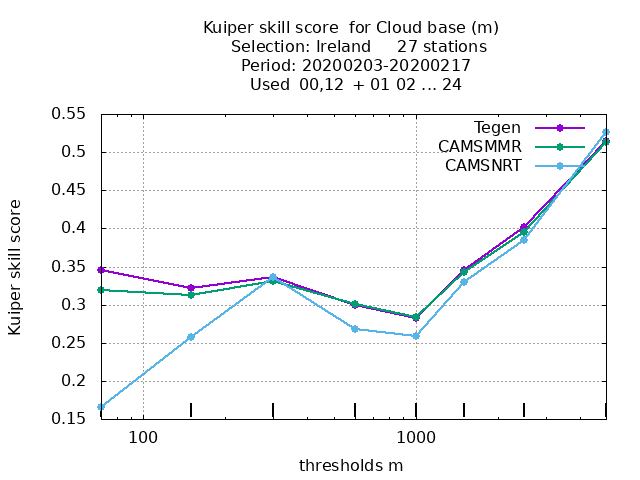 Kuiper skill score  for Cloud base (m)
Selection: Ireland     27 stations
Period: 20200203-20200217
Used  00,12  + 01 02 ... 24
Tegen
CAMSMMR
CAMSNRT
0.55
0.5
0.45
0.4
0.35
0.3
0.25
0.2
0.15
Kuiper skill score
100
1000
thresholds m